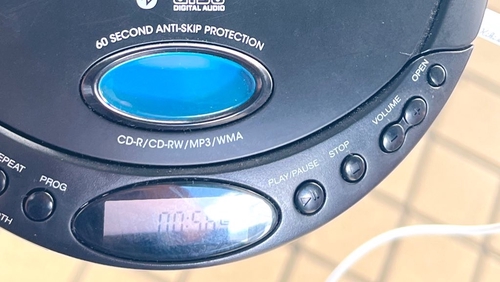 DIGITAL AUDIO
60 SECOND ANTI-SKIP PROTECTION
CD-R/CD-RW/MP3/WMA
OPEN
VOLUME
STOP
PLAY/PAUSE
PROG